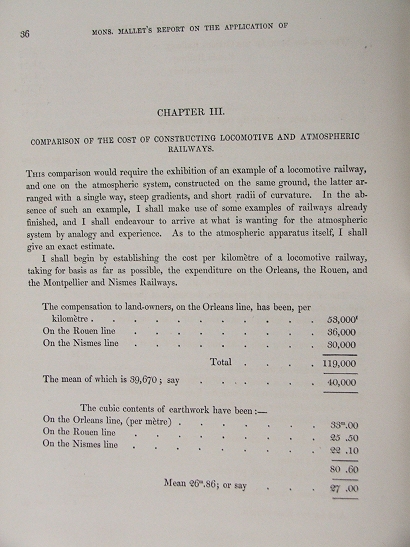 36
MONS. MALLET'S REPORT ON THE APPLICATION OF
CHAPTER III.
COMPARISON OF THE COST OF CONSTRUCTING LOCOMOTIVE AND ATMOSPHERIC
RAILWAYS.
THIS comparison would require the exhibition of an example of a locomotive railway,
and one on the atmospheric system, constructed on the same ground, the latter ar-
ranged with a single way, steep gradients, and short radii of curvature. In the ab-
sence of such an example, I shall make use of some examples of railways already
finished, and I shall endeavour to arrive at what is wanting for the atmospheric
system by analogy and experience. As to the atmospheric apparatus itself, I shall
give an exact estimate.
I shall begin by establishing the cost per kilomètre of a locomotive railway,
taking for basis as far as possible, the expenditure on the Orleans, the Rouen, and
the Montpellier and Nismes Railways.
The compensation to land-owners, on the Orleans line, has been, per
kilomètre . . . . . . . . . . . 53,000f
On the Rouen line . . . . . . . . . 36,000
On the Nismes line . . . . . . . . . 30,000
Total . . . . 119,000
The mean of which is 39,670; say . . . . . . 40,000
The cubic contents of earthwork have been:—
On the Orleans line, (per mètre) . . . . . . . 33m.00
On the Rouen line . . . . . . . . . 25 .50
On the Nismes line . . . . . . . . . 22 .10
80 .60
Mean 26m.86; or say . . . 27 .00